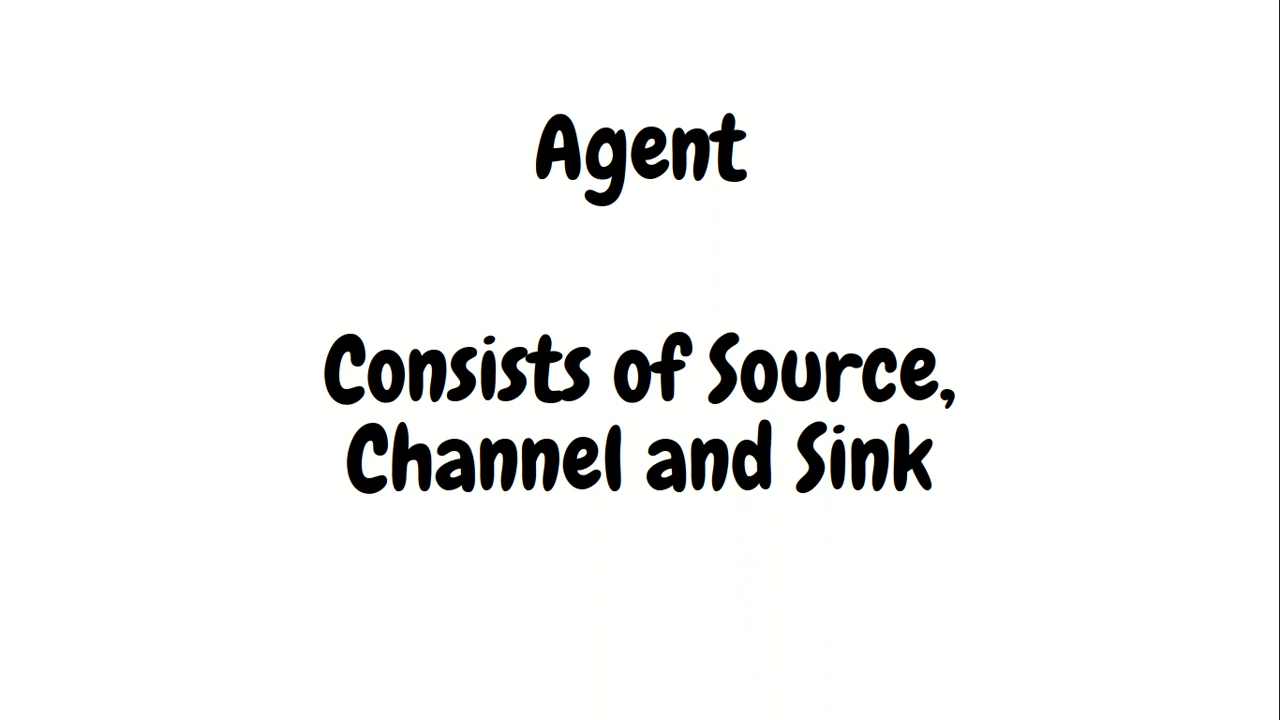 Agent
Consists of Source,
Channel and Sink